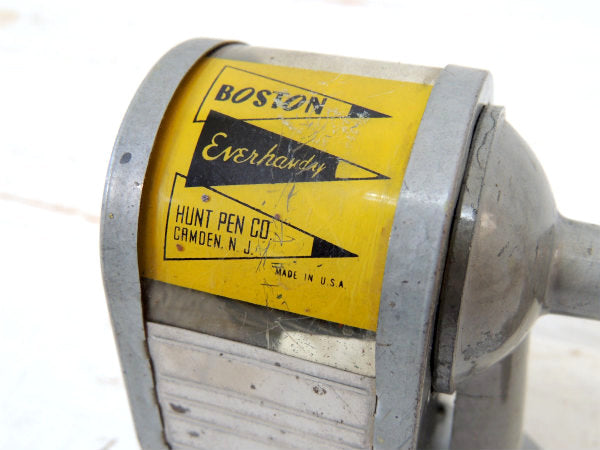 BOSTON
Everhandy
HUNT PEN CO
CAMDEN, N. J.
MADE IN U.S.A.